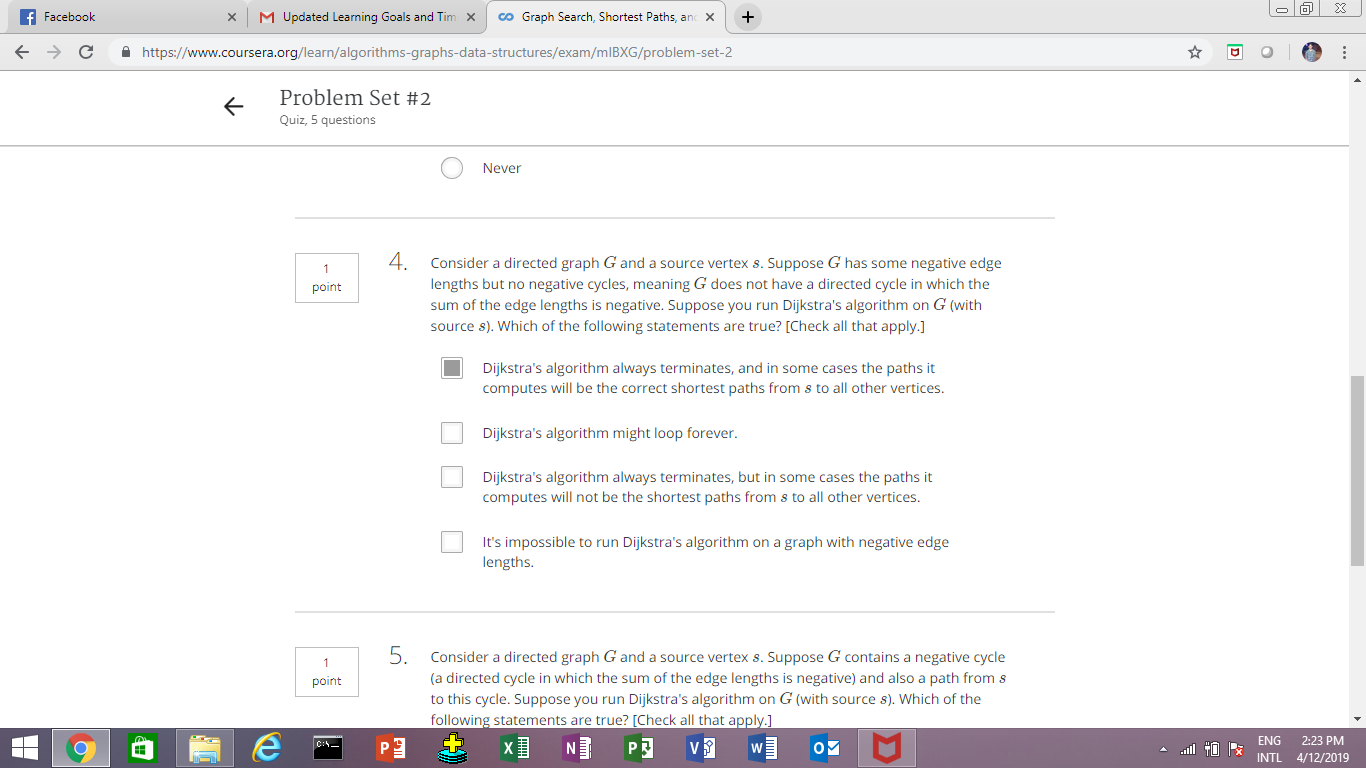 Facebook
Updated Learning Goals and Tim
Graph Search, Shortest Paths, and
https://www.coursera.org/learn/algorithms-graphs-data-structures/exam/mlBXG/problem-set-2
Problem Set #2
Quiz, 5 questions
Never
1
point
4.
Consider a directed graph G and a source vertex s. Suppose G has some negative edge
lengths but no negative cycles, meaning G does not have a directed cycle in which the
sum of the edge lengths is negative. Suppose you run Dijkstra's algorithm on G (with
source s). Which of the following statements are true? [Check all that apply.]
Dijkstra's algorithm always terminates, and in some cases the paths it
computes will be the correct shortest paths from s to all other vertices.
Dijkstra's algorithm might loop forever.
Dijkstra's algorithm always terminates, but in some cases the paths it
computes will not be the shortest paths from s to all other vertices.
It's impossible to run Dijkstra's algorithm on a graph with negative edge
lengths.
1
point
5.
Consider a directed graph G and a source vertex s. Suppose G contains a negative cycle
(a directed cycle in which the sum of the edge lengths is negative) and also a path from s
to this cycle. Suppose you run Dijkstra's algorithm on G (with source s). Which of the
following statements are true? [Check all that apply.]
ENG
INTL
2:23 PM
4/12/2019